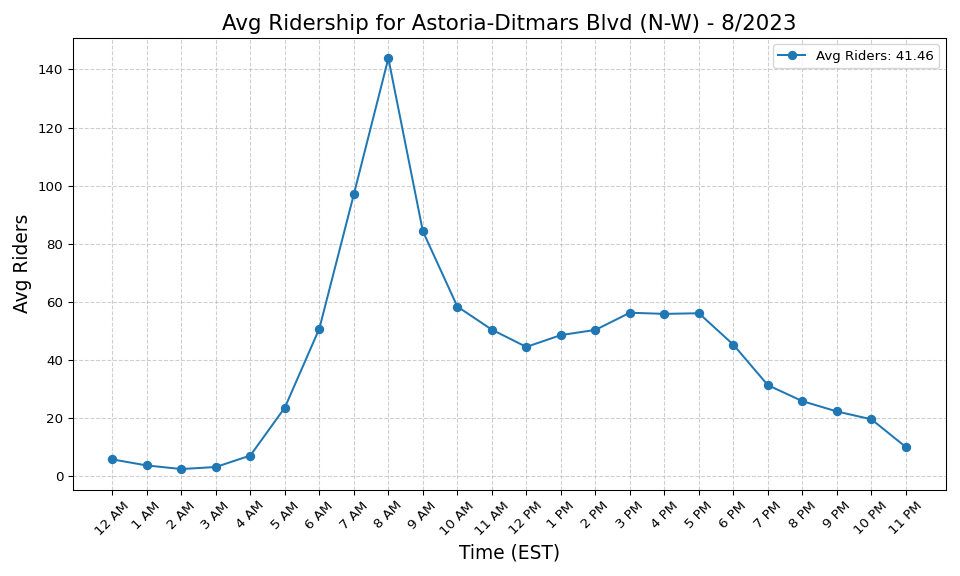 Avg Ridership for Astoria-Ditmars Blvd (N-W) - 8/2023
Avg Riders: 41.46
Avg Riders
140
120
100
80
60
40
20
0
12 AM
1 AM
2 AM
3 AM
4 AM
5 AM
6 AM
7 AM
8 AM
9 AM
10 AM
11 AM
12 PM
1 PM
2 PM
3 PM
4 PM
5 PM
6 PM
7 PM
8 PM
9 PM
10 PM
11 PM
Time (EST)